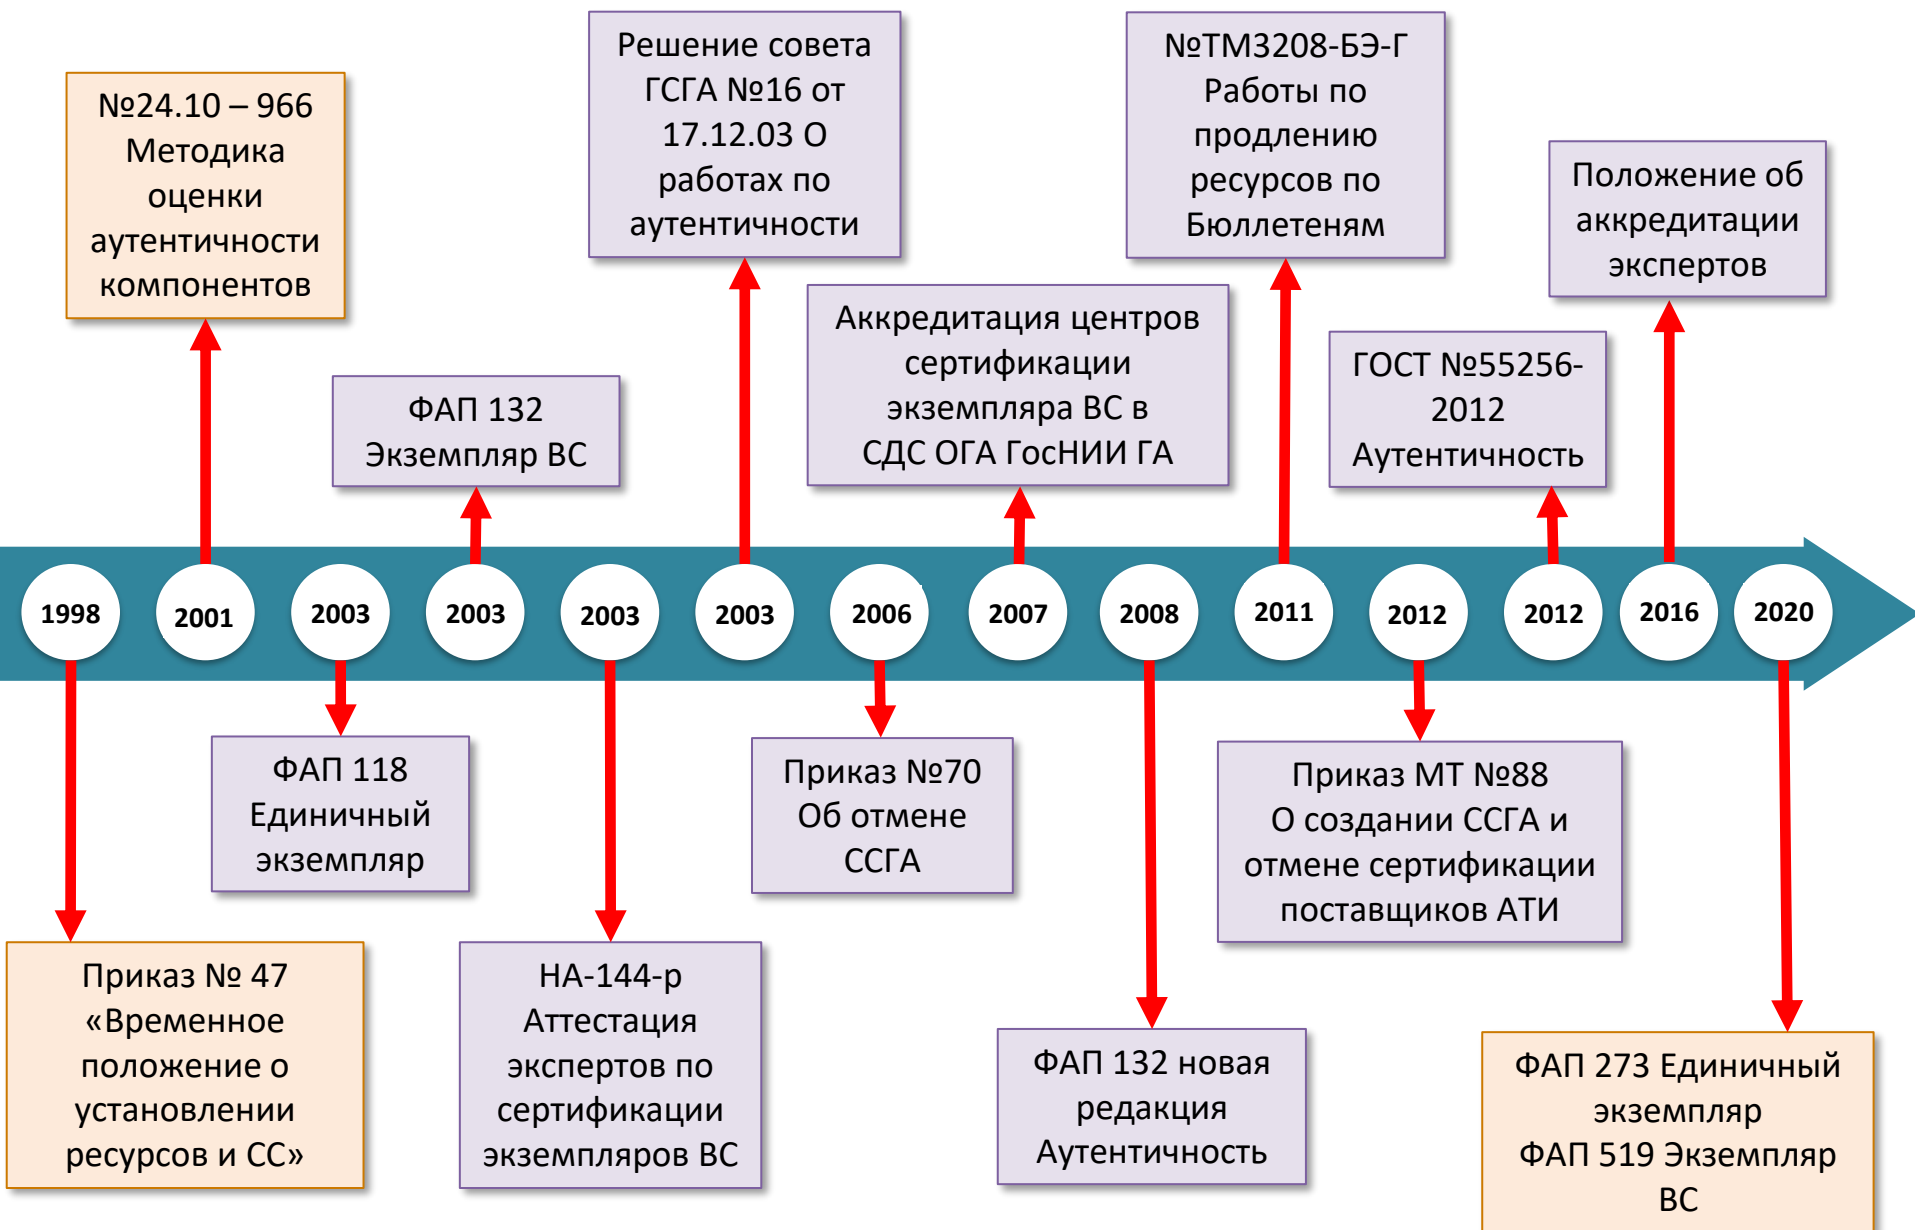 №24.10 – 966
Методика
оценки
аутентичности
компонентов
ФАП 132
Экземпляр ВС
Решение совета
ГСГА №16 от
17.12.03 О
работах по
аутентичности
Аккредитация центров
сертификации
экземпляра ВС в
СДС ОГА ГосНИИ ГА
№ТМ3208-БЭ-Г
Работы по
продлению
ресурсов по
Бюллетеням
ГОСТ №55256-
2012
Аутентичность
Положение об
аккредитации
экспертов
1998
2001
2003
2003
2003
2003
2006
2007
2008
2011
2012
2012
2016
2020
Приказ № 47
«Временное
положение о
установлении
ресурсов и СС»
ФАП 118
Единичный
экземпляр
НА-144-р
Аттестация
экспертов по
сертификации
экземпляров ВС
Приказ №70
Об отмене
ССГА
ФАП 132 новая
редакция
Аутентичность
Приказ МТ №88
О создании ССГА и
отмене сертификации
поставщиков АТИ
ФАП 273 Единичный
экземпляр
ФАП 519 Экземпляр
ВС